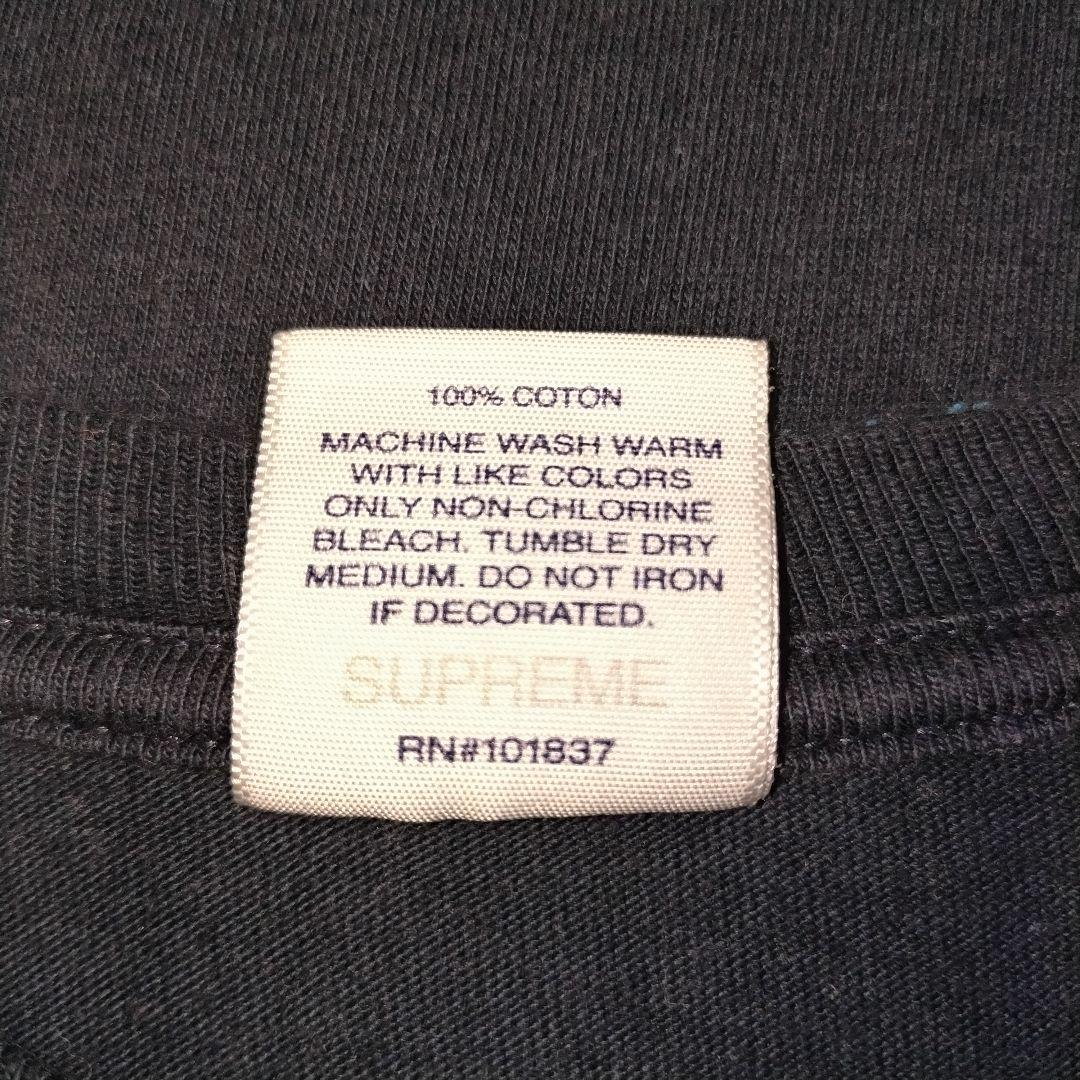 100% COTON
MACHINE WASH WARM
WITH LIKE COLORS
ONLY NON-CHLORINE
BLEACH. TUMBLE DRY
MEDIUM. DO NOT IRON
IF DECORATED.
SUPREME
RN#101837